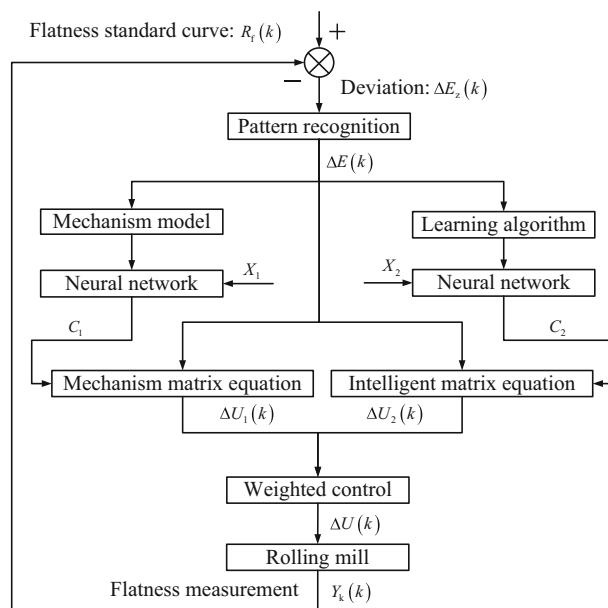 Flatness standard curve: R_f(k)
+
−
Deviation: ΔE_z(k)
Pattern recognition
ΔE(k)
Mechanism model
Learning algorithm
Neural network
X_1
X_2
Neural network
C_1
C_2
Mechanism matrix equation
Intelligent matrix equation
ΔU_1(k)
ΔU_2(k)
Weighted control
ΔU(k)
Rolling mill
Flatness measurement
Y_k(k)